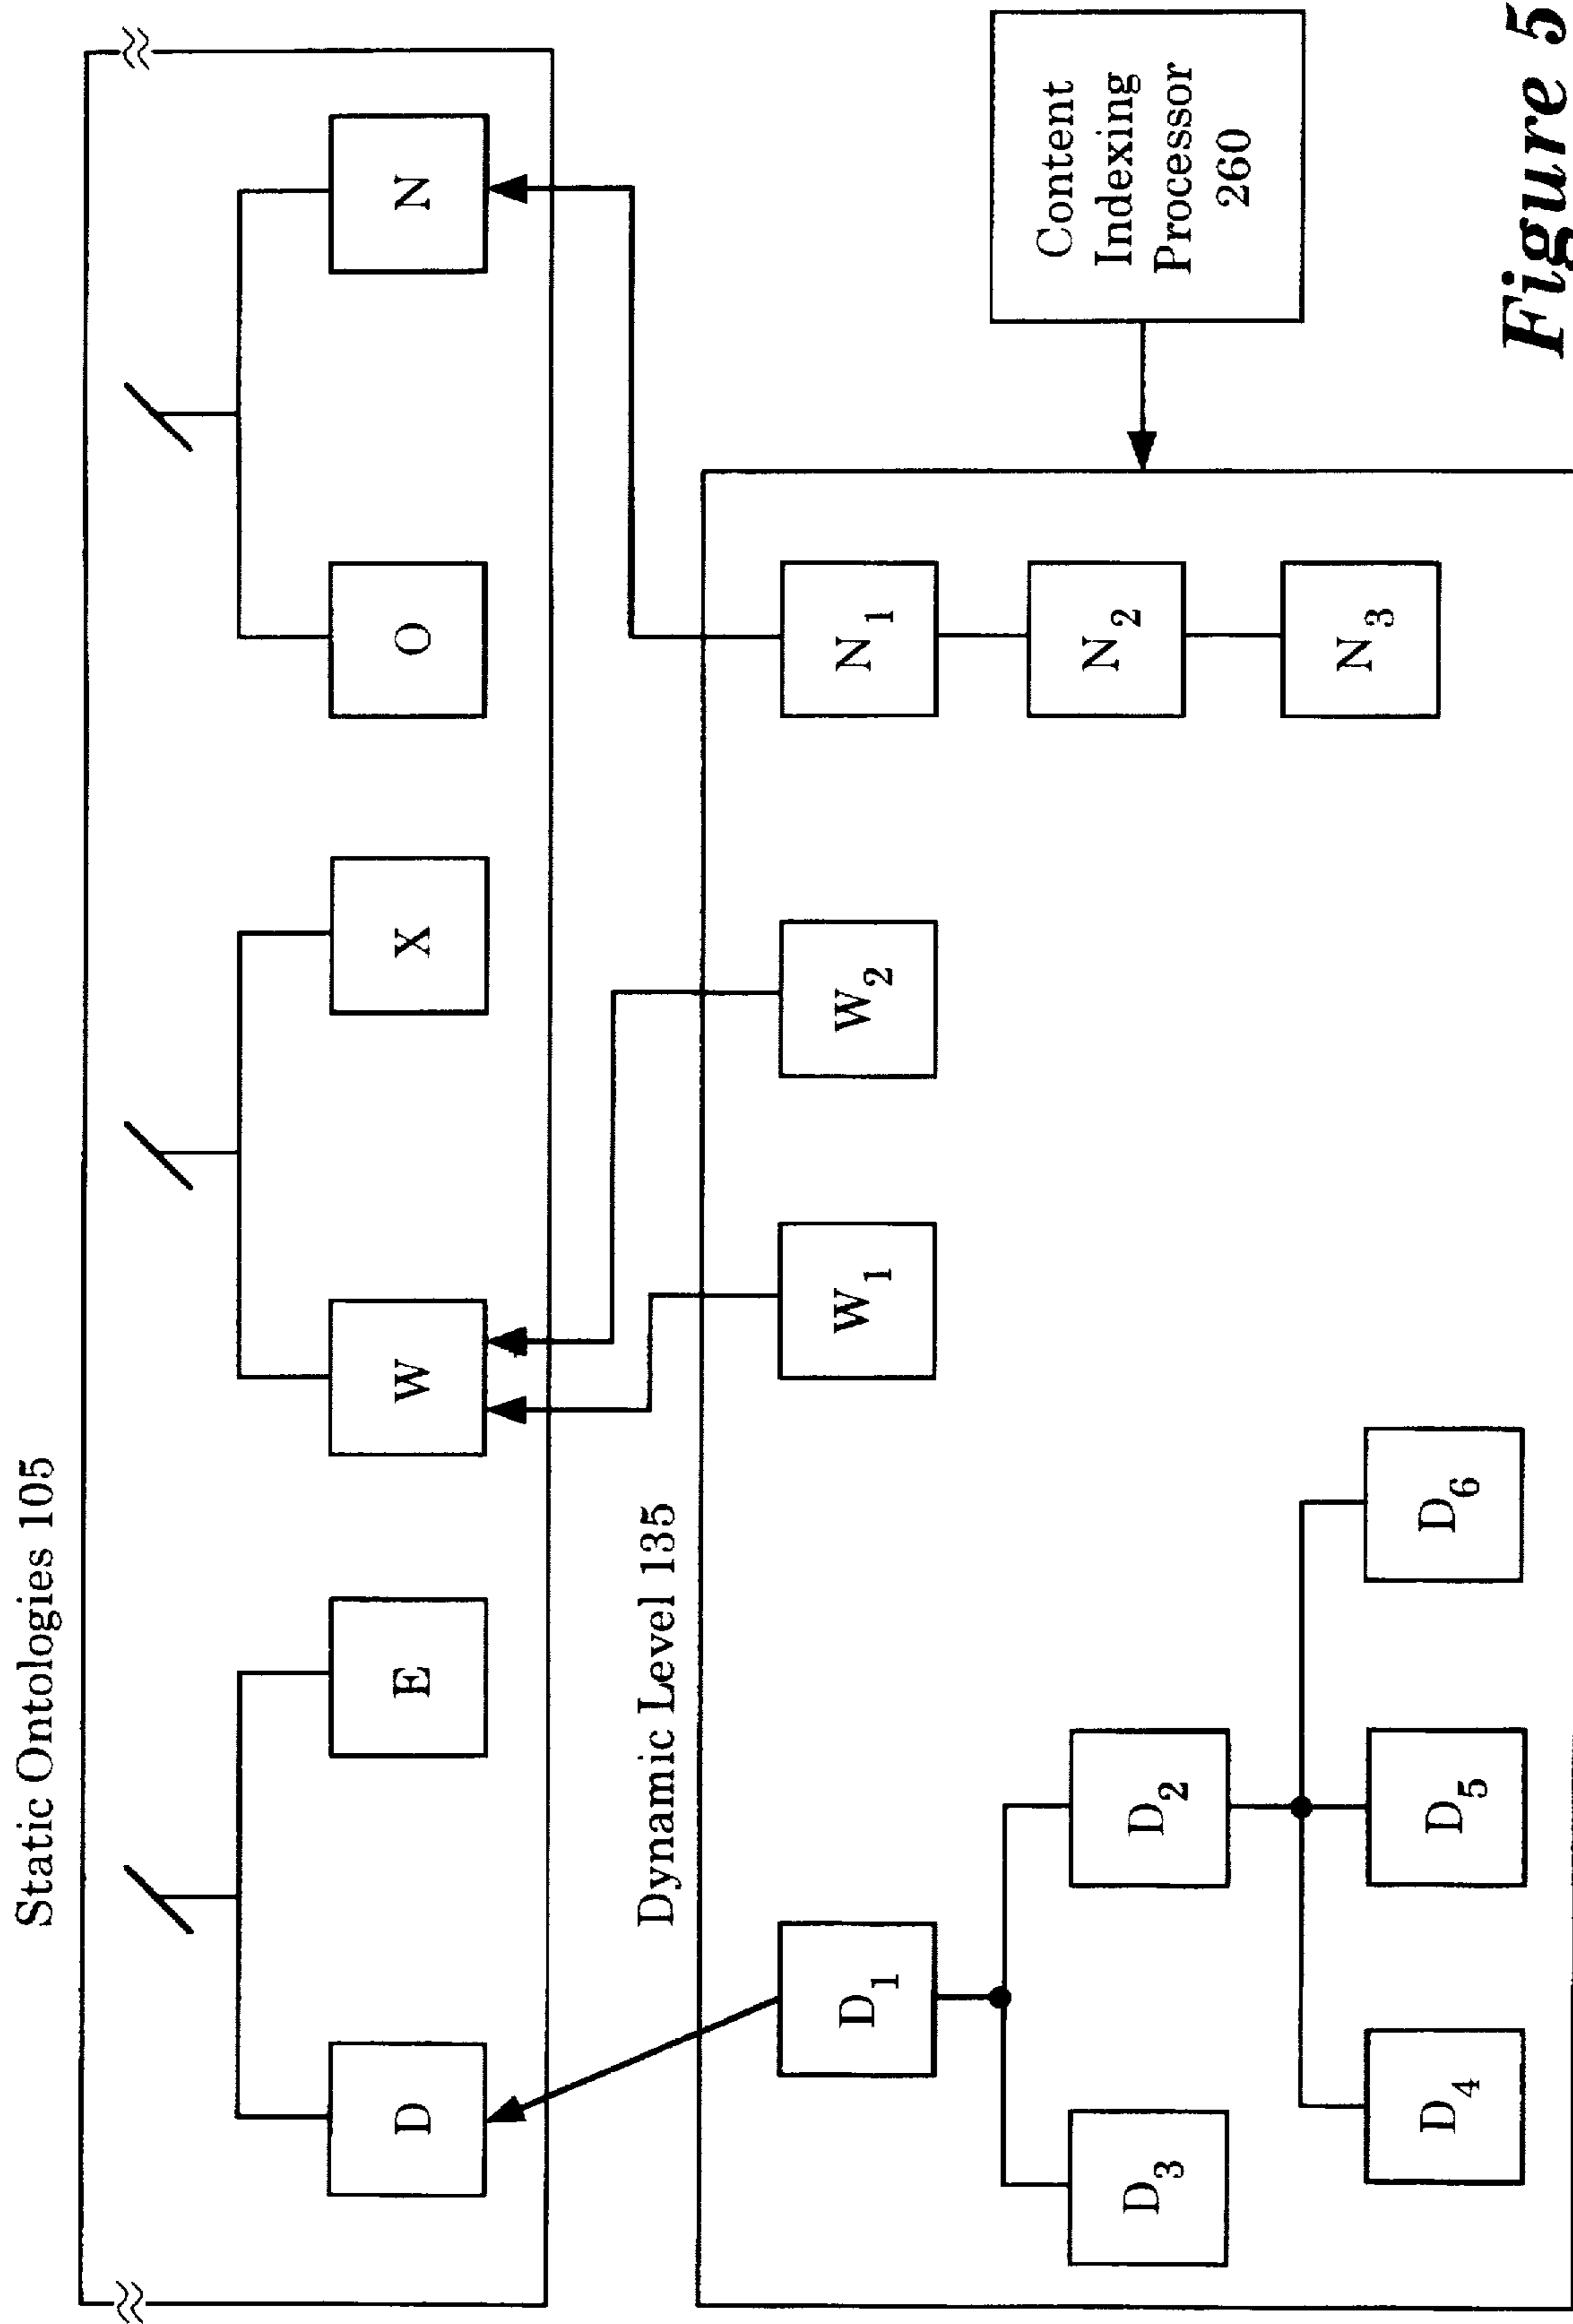 Static Ontologies 105
D
E
W
X
O
N
Dynamic Level 135
D1
W1
W2
N1
D3
D2
N2
D4
D5
D6
N3
Content
Indexing
Processor
260
Figure 5